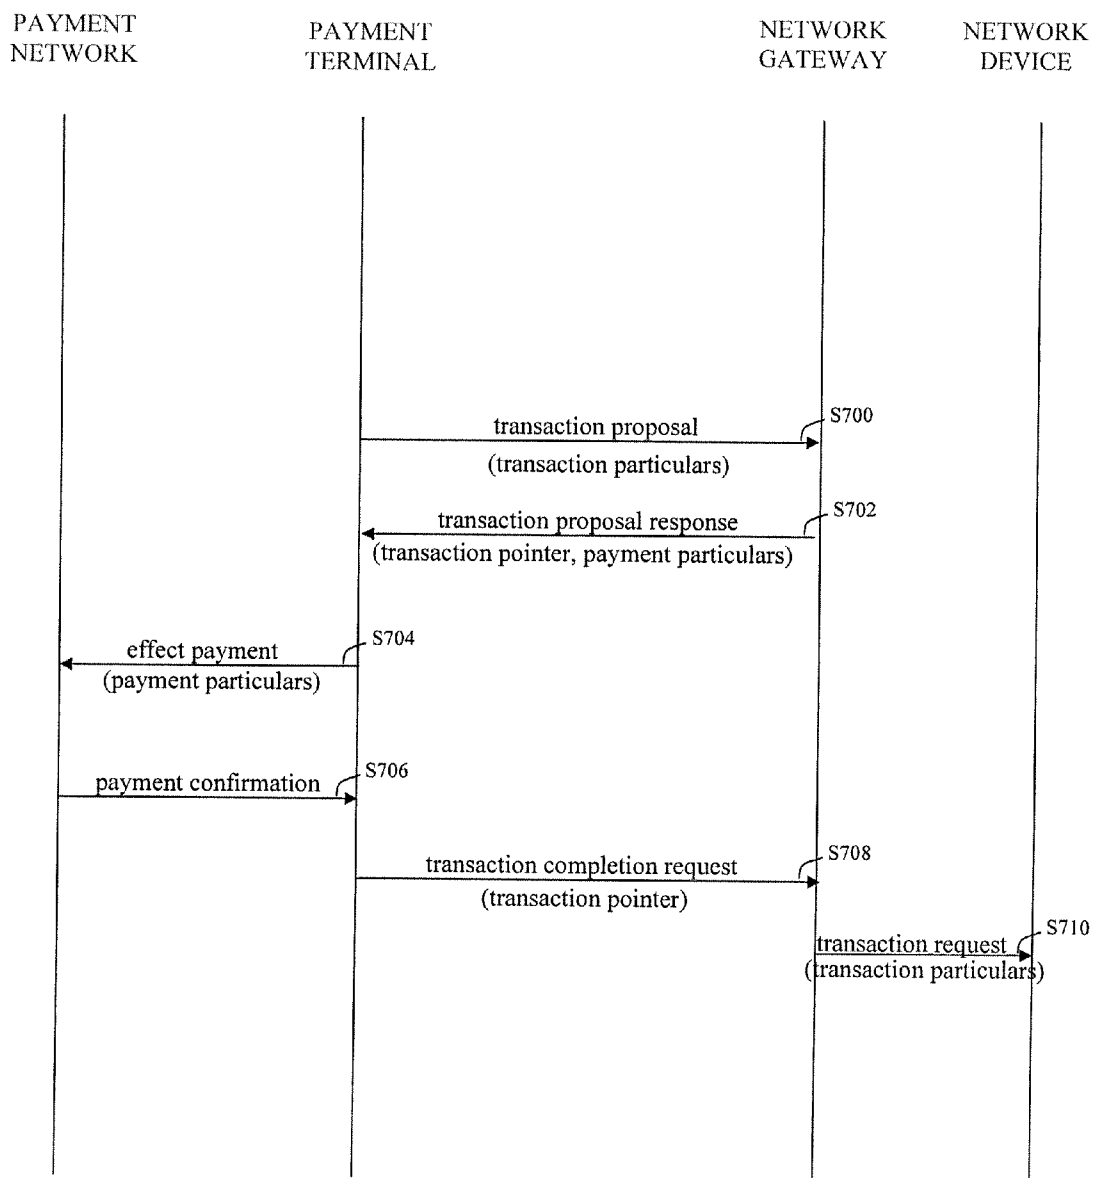 PAYMENT
NETWORK
PAYMENT
TERMINAL
NETWORK
GATEWAY
NETWORK
DEVICE
S700
transaction proposal
(transaction particulars)
S702
transaction proposal response
(transaction pointer, payment particulars)
S704
effect payment
(payment particulars)
S706
payment confirmation
S708
transaction completion request
(transaction pointer)
S710
transaction request
(transaction particulars)